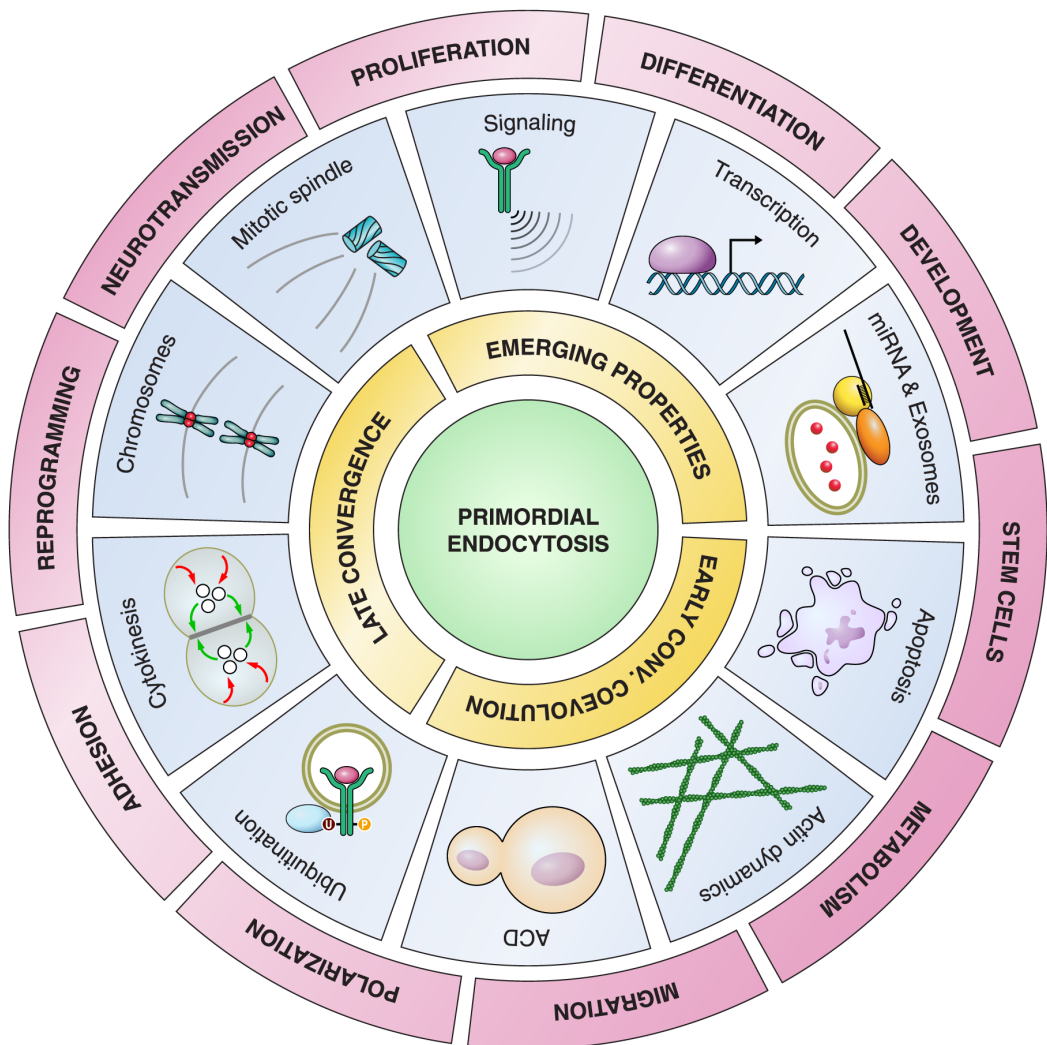 PROLIFERATION
DIFFERENTIATION
DEVELOPMENT
STEM CELLS
METABOLISM
MIGRATION
POLARIZATION
ADHESION
REPROGRAMMING
NEUROTRANSMISSION
Signaling
Transcription
miRNA & Exosomes
Apoptosis
Actin dynamics
ACD
Ubiquitination
U
P
Cytokinesis
Chromosomes
Mitotic spindle
EMERGING PROPERTIES
EARLY CONV. COEVOLUTION
LATE CONVERGENCE
PRIMORDIAL
ENDOCYTOSIS